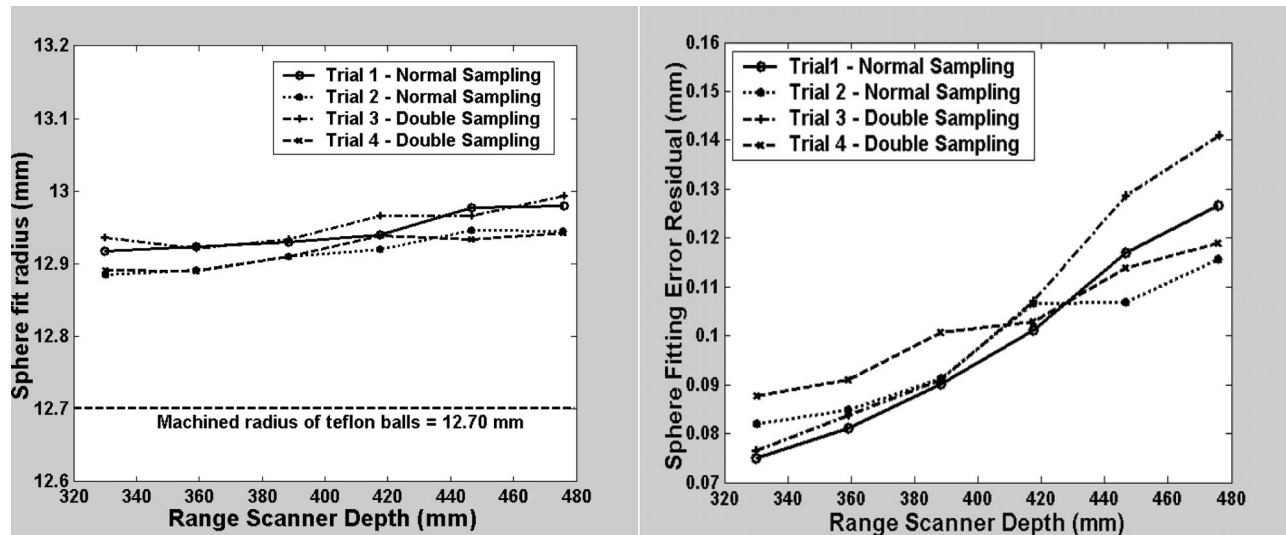 13.2
13.1
13
12.9
12.8
12.7
12.6
Sphere fit radius (mm)
Trial 1 - Normal Sampling
Trial 2 - Normal Sampling
Trial 3 - Double Sampling
Trial 4 - Double Sampling
Machined radius of teflon balls = 12.70 mm
320 340 360 380 400 420 440 460 480
Range Scanner Depth (mm)
0.16
0.15
0.14
0.13
0.12
0.11
0.1
0.09
0.08
0.07
Sphere Fitting Error Residual (mm)
Trial1 - Normal Sampling
Trial 2 - Normal Sampling
Trial 3 - Double Sampling
Trial 4 - Double Sampling
320 340 360 380 400 420 440 460 480
Range Scanner Depth (mm)